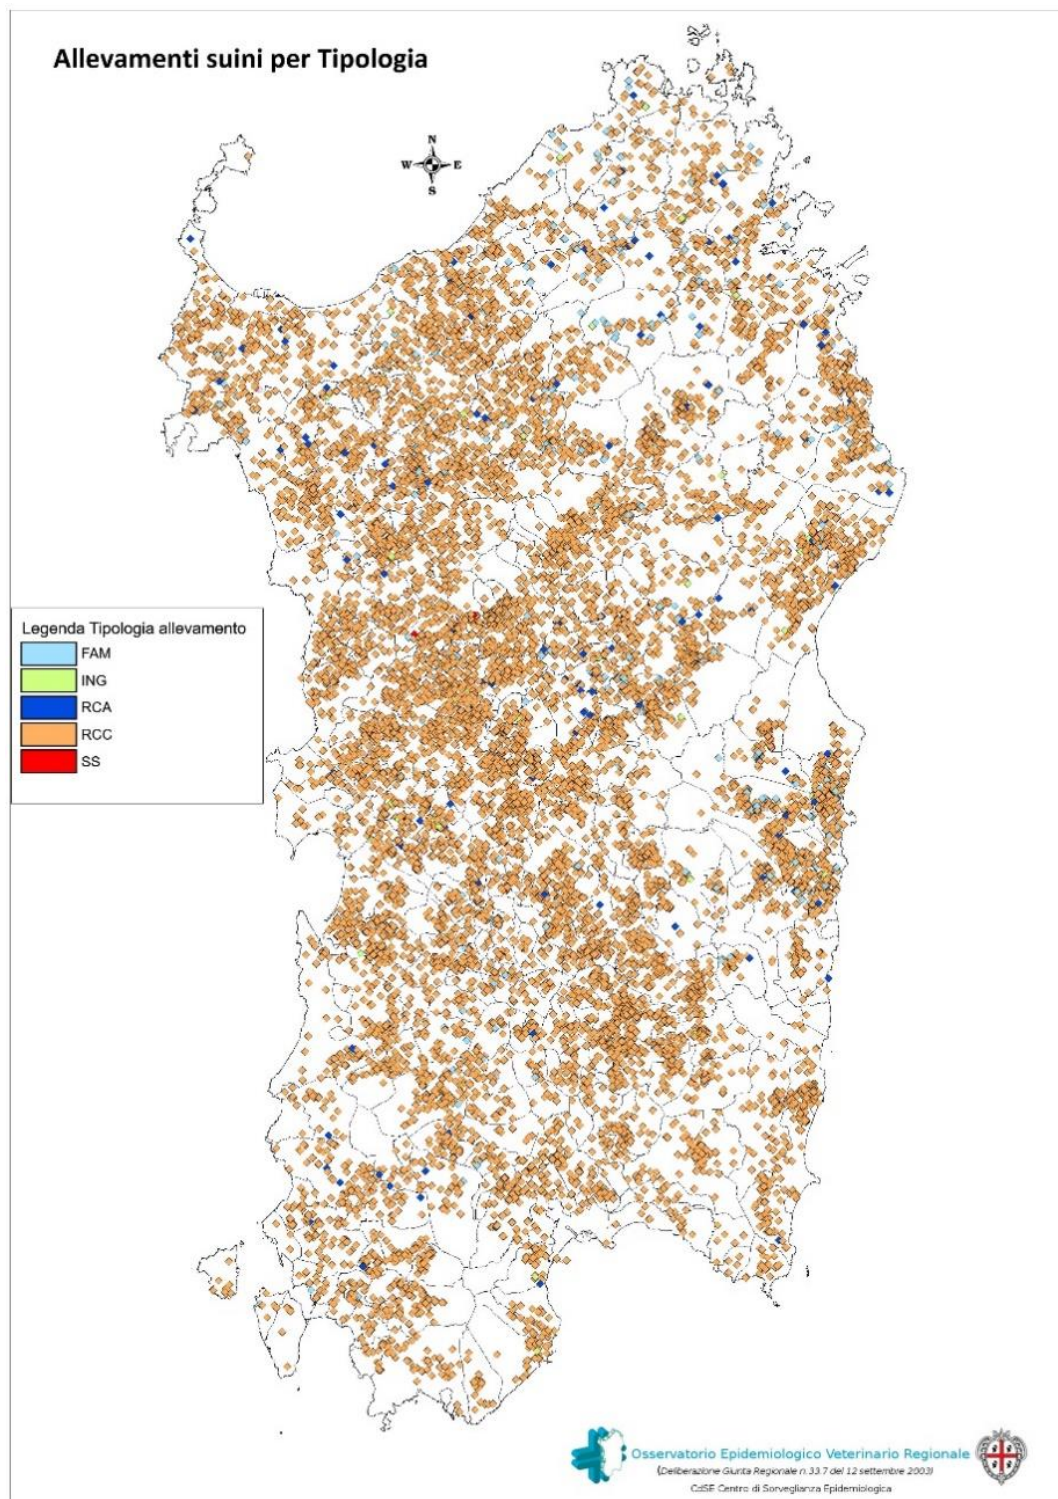 Allevamenti suini per Tipologia
N
W E
S
Legenda Tipologia allevamento
FAM
ING
RCA
RCC
SS
Osservatorio Epidemiologico Veterinario Regionale
(Deliberazione Giunta Regionale n.33.7 del 12 settembre 2003)
CdSE Centro di Sorveglianza Epidemiologica